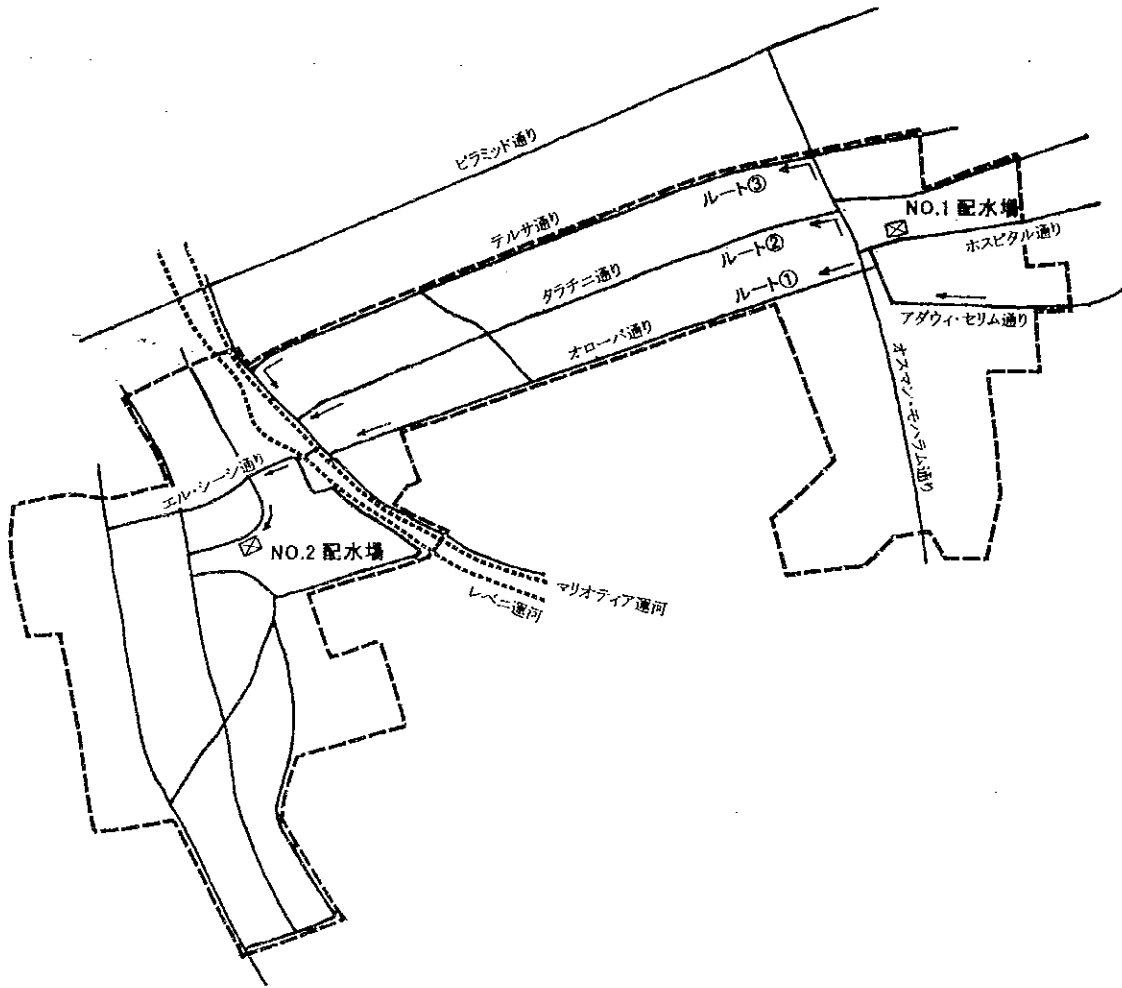 ピラミッド通り
ルート③
NO.1 配水場
テルサ通り
ホスピタル通り
ルート②
タラチニ通り
ルート①
アダウィ・セリム通り
オローバ通り
オスマン・モハラム通り
エル・シーシ通り
NO.2 配水場
マリオティア運河
レベニ運河